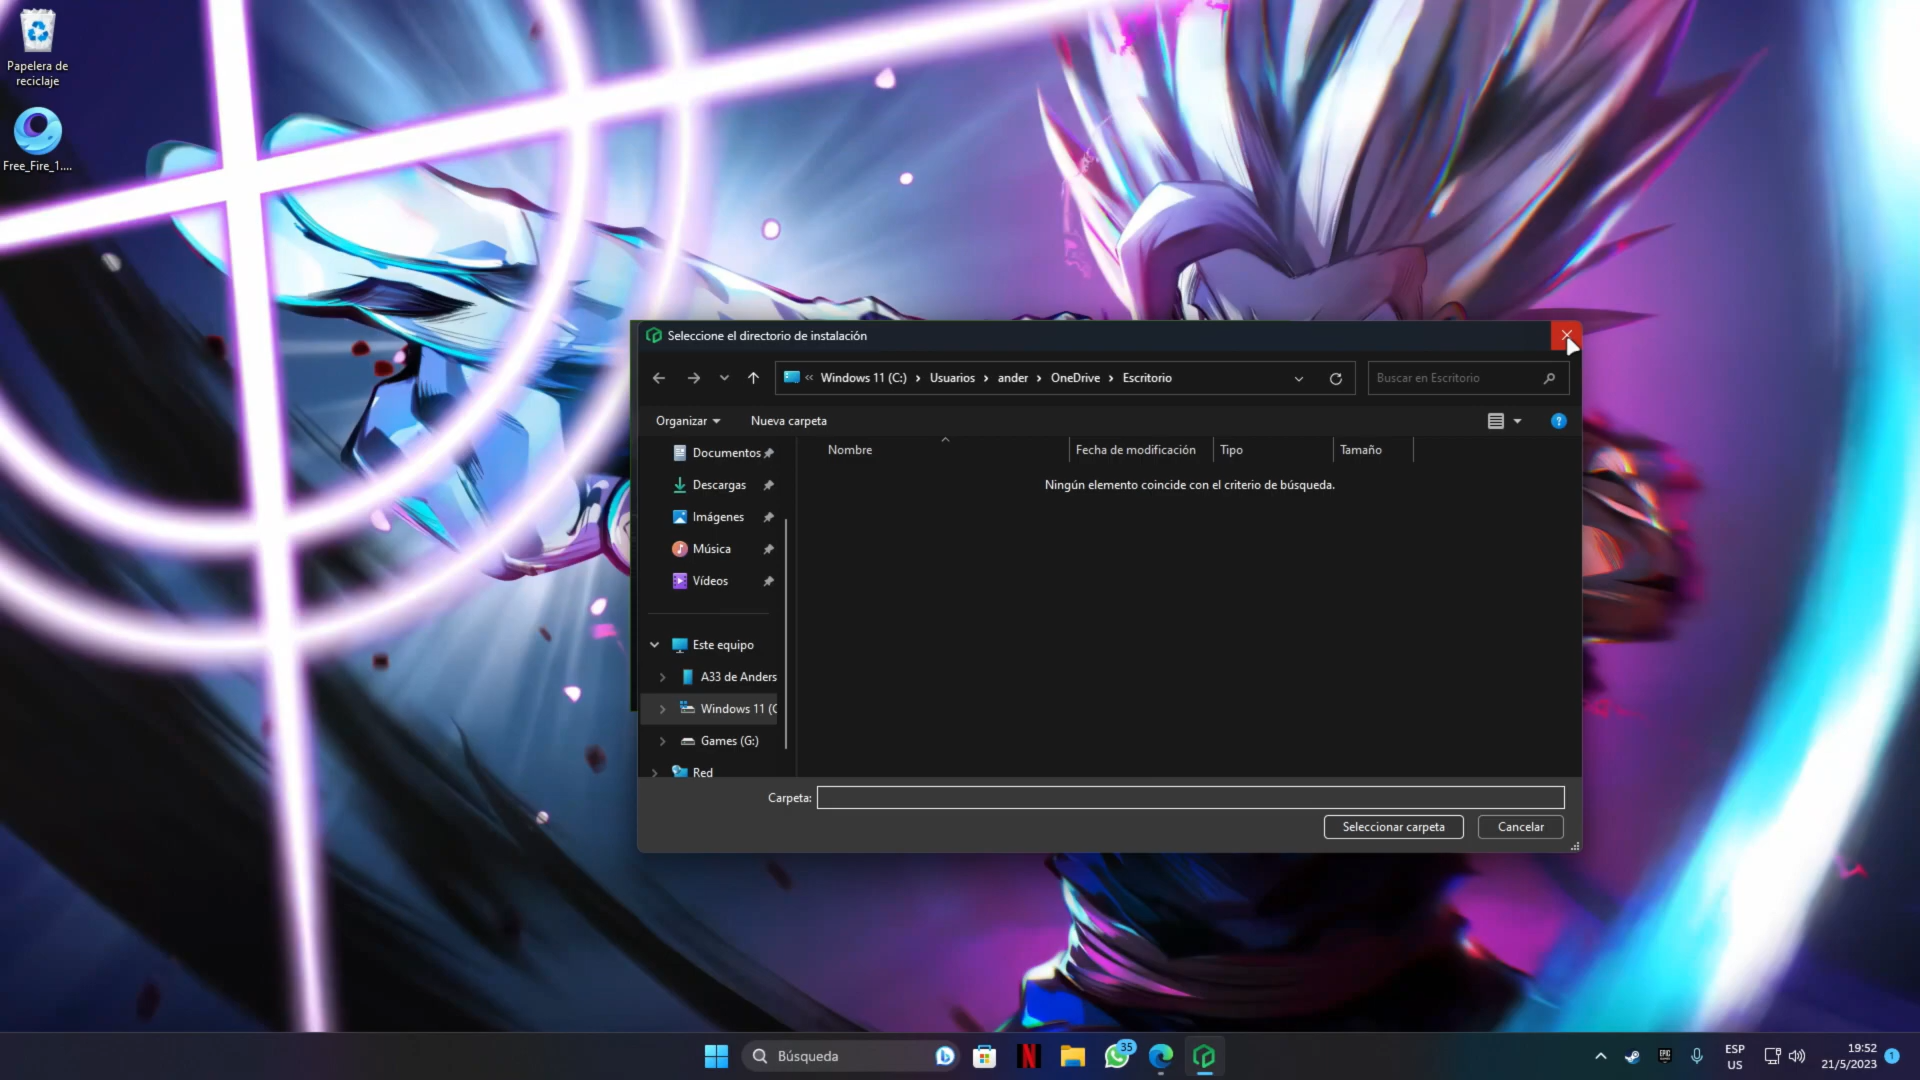 Papelera de
reciclaje
Free_Fire_1....
Seleccione el directorio de instalación
« Windows 11 (C:) › Usuarios › ander › OneDrive › Escritorio
Buscar en Escritorio
Organizar
Nueva carpeta
?
Documentos
Descargas
Imágenes
Música
Vídeos
Este equipo
A33 de Anders
Windows 11 (C
Games (G:)
Red
Nombre
Fecha de modificación
Tipo
Tamaño
Ningún elemento coincide con el criterio de búsqueda.
Carpeta:
Seleccionar carpeta
Cancelar
Búsqueda
N
35
EPIC
ESP
US
19:52
21/5/2023
1